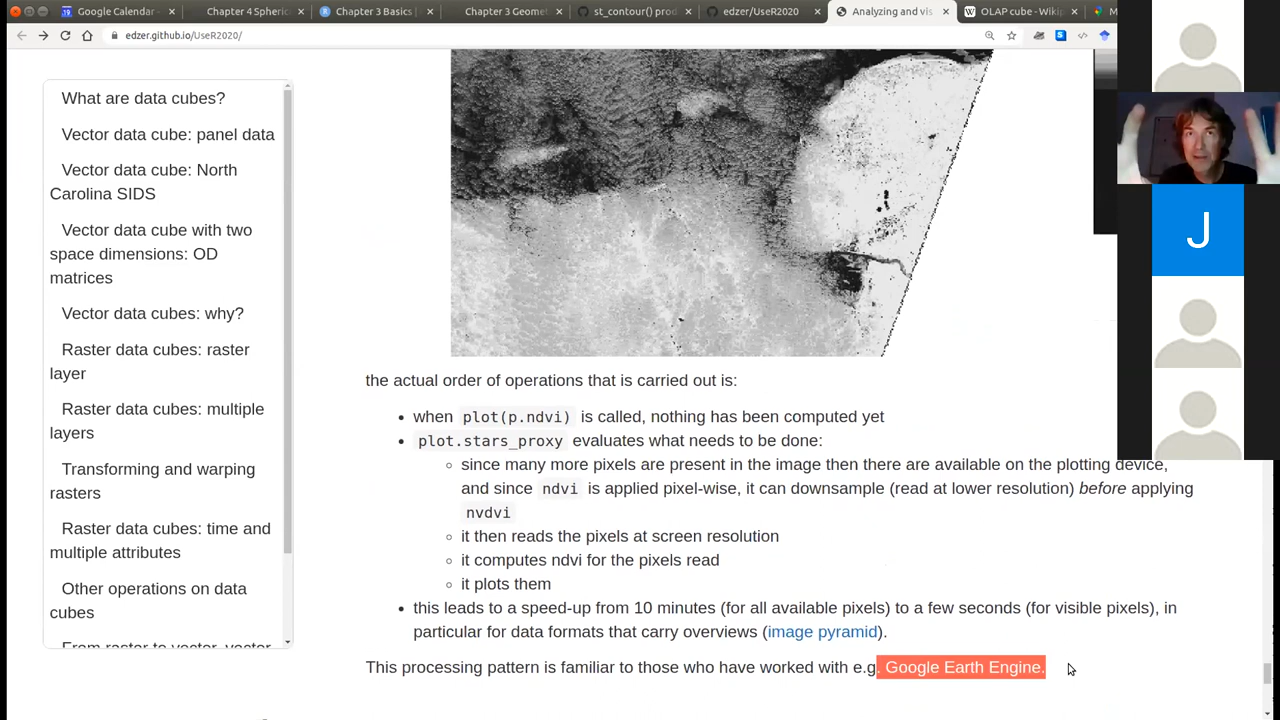 Google Calendar -
Chapter 4 Spheric
Chapter 3 Basics |
Chapter 3 Geomet
st_contour() prod
edzer/UseR2020
Analyzing and vis
OLAP cube - Wikip
M
edzer.github.io/UseR2020/
What are data cubes?
Vector data cube: panel data
Vector data cube: North
Carolina SIDS
Vector data cube with two
space dimensions: OD
matrices
Vector data cubes: why?
Raster data cubes: raster
layer
Raster data cubes: multiple
layers
Transforming and warping
rasters
Raster data cubes: time and
multiple attributes
Other operations on data
cubes
From raster to vector, vector
the actual order of operations that is carried out is:
• when plot(p.ndvi) is called, nothing has been computed yet
• plot.stars_proxy evaluates what needs to be done:
◦ since many more pixels are present in the image then there are available on the plotting device,
and since ndvi is applied pixel-wise, it can downsample (read at lower resolution) before applying
nvdvi
◦ it then reads the pixels at screen resolution
◦ it computes ndvi for the pixels read
◦ it plots them
• this leads to a speed-up from 10 minutes (for all available pixels) to a few seconds (for visible pixels), in
particular for data formats that carry overviews (image pyramid).
This processing pattern is familiar to those who have worked with e.g. Google Earth Engine.
J